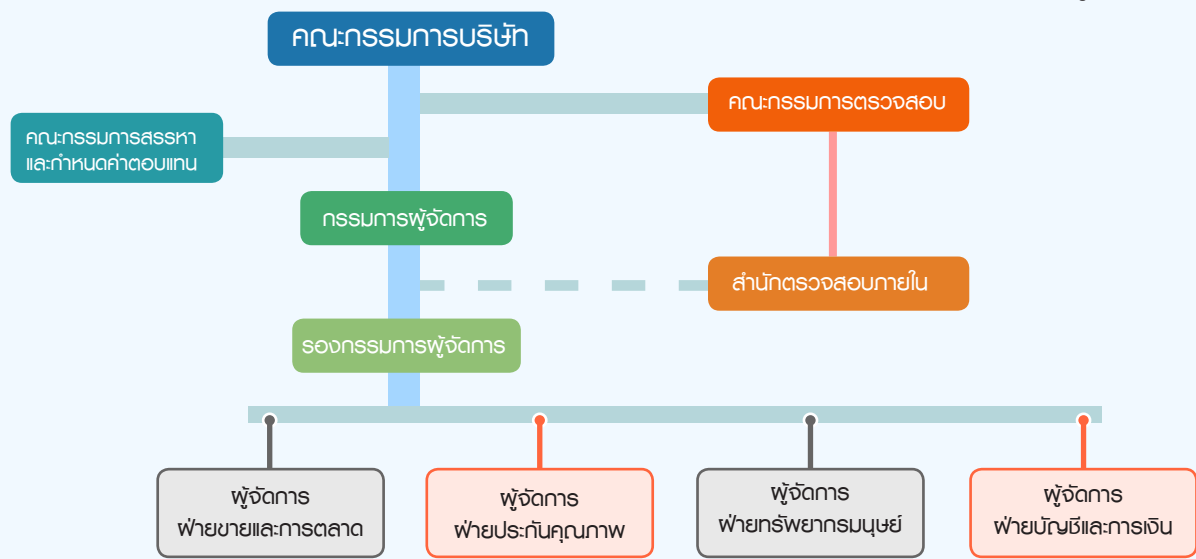 คณะกรรมการบริษัท
คณะกรรมการตรวจสอบ
คณะกรรมการสรรหา
และกำหนดค่าตอบแทน
กรรมการผู้จัดการ
สำนักตรวจสอบภายใน
รองกรรมการผู้จัดการ
ผู้จัดการ
ฝ่ายขายและการตลาด
ผู้จัดการ
ฝ่ายประกันคุณภาพ
ผู้จัดการ
ฝ่ายทรัพยากรมนุษย์
ผู้จัดการ
ฝ่ายบัญชีและการเงิน